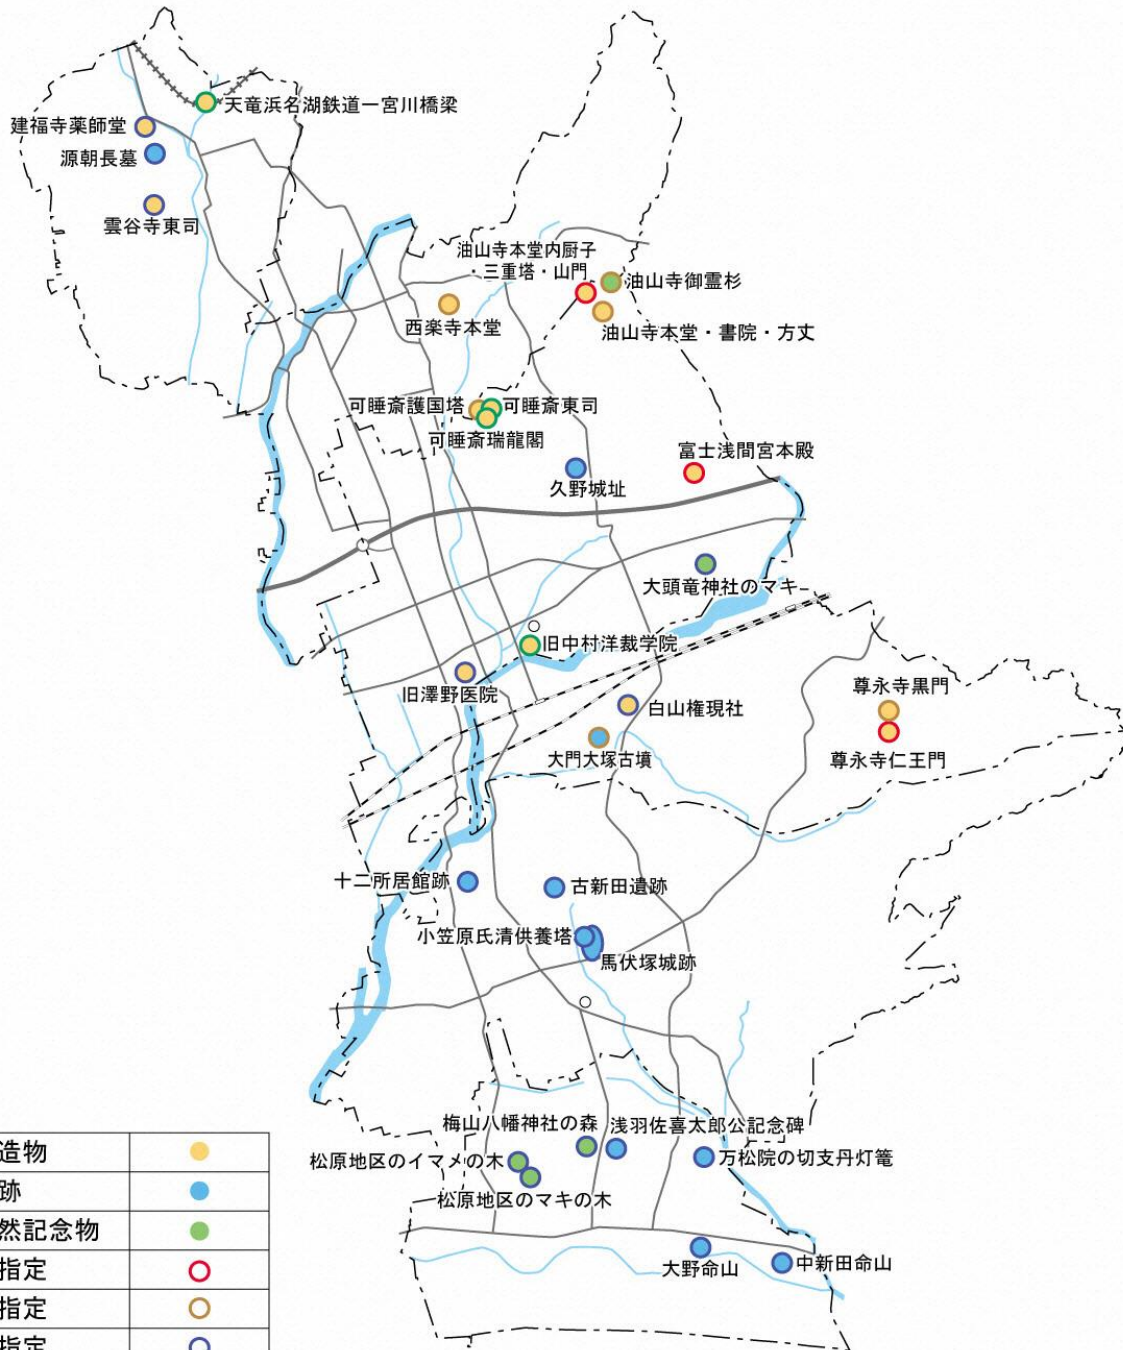 天竜浜名湖鉄道一宮川橋梁
建福寺薬師堂
源朝長墓
雲谷寺東司
油山寺本堂内厨子
・三重塔・山門
油山寺御霊杉
西楽寺本堂
油山寺本堂・書院・方丈
可睡斎護国塔
可睡斎東司
可睡斎瑞龍閣
富士浅間宮本殿
久野城址
大頭竜神社のマキ
旧中村洋裁学院
旧澤野医院
白山権現社
尊永寺黒門
大門大塚古墳
尊永寺仁王門
十二所居館跡
古新田遺跡
小笠原氏清供養塔
馬伏塚城跡
梅山八幡神社の森
浅羽佐喜太郎公記念碑
松原地区のイマメの木
万松院の切支丹灯篭
松原地区のマキの木
大野命山
中新田命山
造物
跡
然記念物
指定
指定
指定